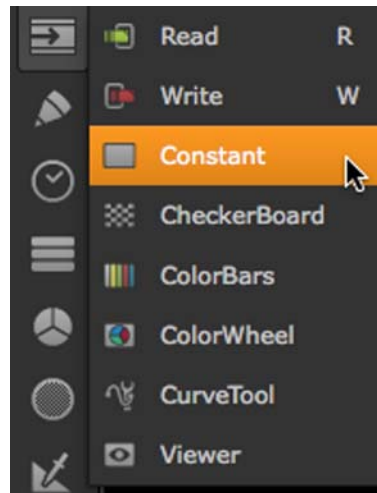 Read R
Write W
Constant
CheckerBoard
ColorBars
ColorWheel
CurveTool
Viewer